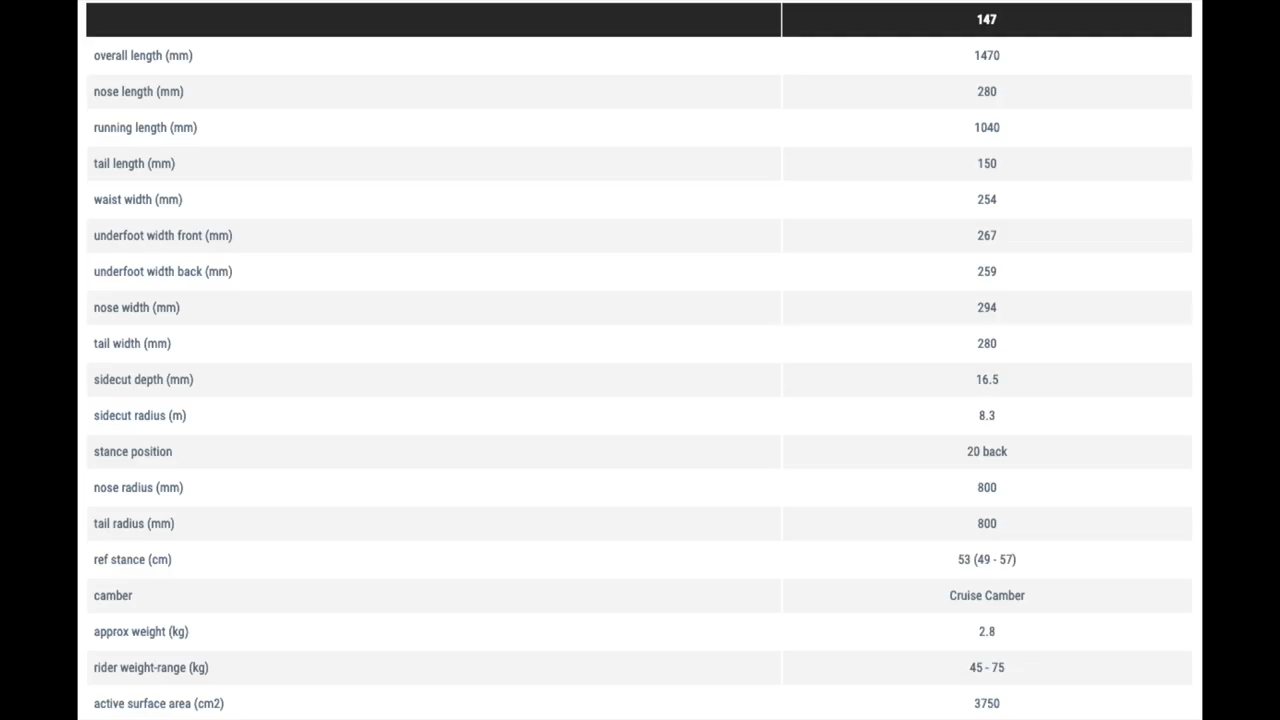 147
overall length (mm) 1470
nose length (mm) 280
running length (mm) 1040
tail length (mm) 150
waist width (mm) 254
underfoot width front (mm) 267
underfoot width back (mm) 259
nose width (mm) 294
tail width (mm) 280
sidecut depth (mm) 16.5
sidecut radius (m) 8.3
stance position 20 back
nose radius (mm) 800
tail radius (mm) 800
ref stance (cm) 53 (49 - 57)
camber Cruise Camber
approx weight (kg) 2.8
rider weight-range (kg) 45 - 75
active surface area (cm2) 3750